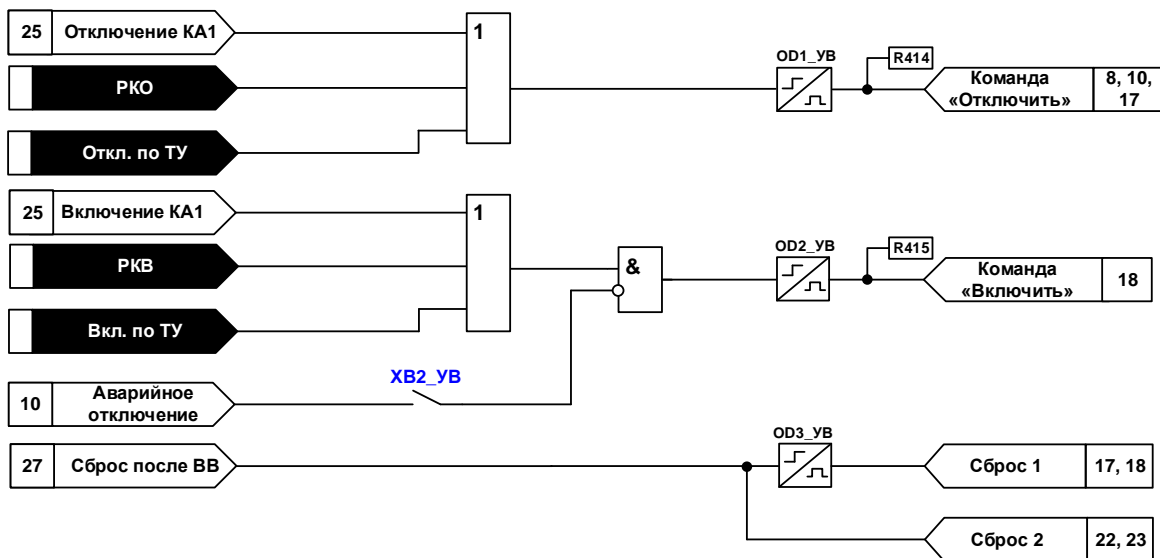 25 Отключение КА1
РКО
Откл. по ТУ
1
OD1_УВ
R414
Команда
«Отключить»
8, 10,
17
25 Включение КА1
РКВ
Вкл. по ТУ
1
&
OD2_УВ
R415
Команда
«Включить»
18
10
Аварийное
отключение
XB2_УВ
27 Сброс после ВВ
OD3_УВ
Сброс 1 17, 18
Сброс 2 22, 23